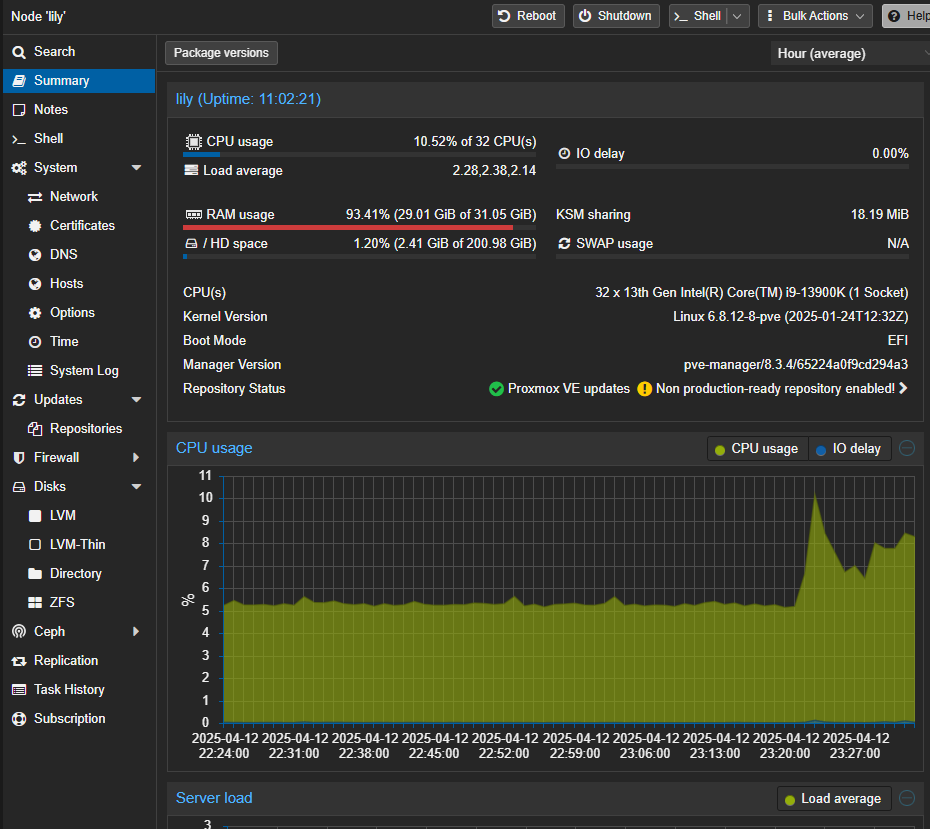 Node 'lily'
Reboot
Shutdown
Shell
Bulk Actions
Help
Search
Summary
Notes
Shell
System
Network
Certificates
DNS
Hosts
Options
Time
System Log
Updates
Repositories
Firewall
Disks
LVM
LVM-Thin
Directory
ZFS
Ceph
Replication
Task History
Subscription
Package versions
Hour (average)
lily (Uptime: 11:02:21)
CPU usage 10.52% of 32 CPU(s)
Load average 2.28,2.38,2.14
IO delay 0.00%
RAM usage 93.41% (29.01 GiB of 31.05 GiB)
/ HD space 1.20% (2.41 GiB of 200.98 GiB)
KSM sharing 18.19 MiB
SWAP usage N/A
CPU(s) 32 x 13th Gen Intel(R) Core(TM) i9-13900K (1 Socket)
Kernel Version Linux 6.8.12-8-pve (2025-01-24T12:32Z)
Boot Mode EFI
Manager Version pve-manager/8.3.4/65224a0f9cd294a3
Repository Status Proxmox VE updates Non production-ready repository enabled!
CPU usage
CPU usage IO delay
11
10
9
8
7
6
5
4
3
2
1
0
%
2025-04-12 2025-04-12 2025-04-12 2025-04-12 2025-04-12 2025-04-12 2025-04-12 2025-04-12 2025-04-12 2025-04-12
22:24:00 22:31:00 22:38:00 22:45:00 22:52:00 22:59:00 23:06:00 23:13:00 23:20:00 23:27:00
Server load
Load average
3